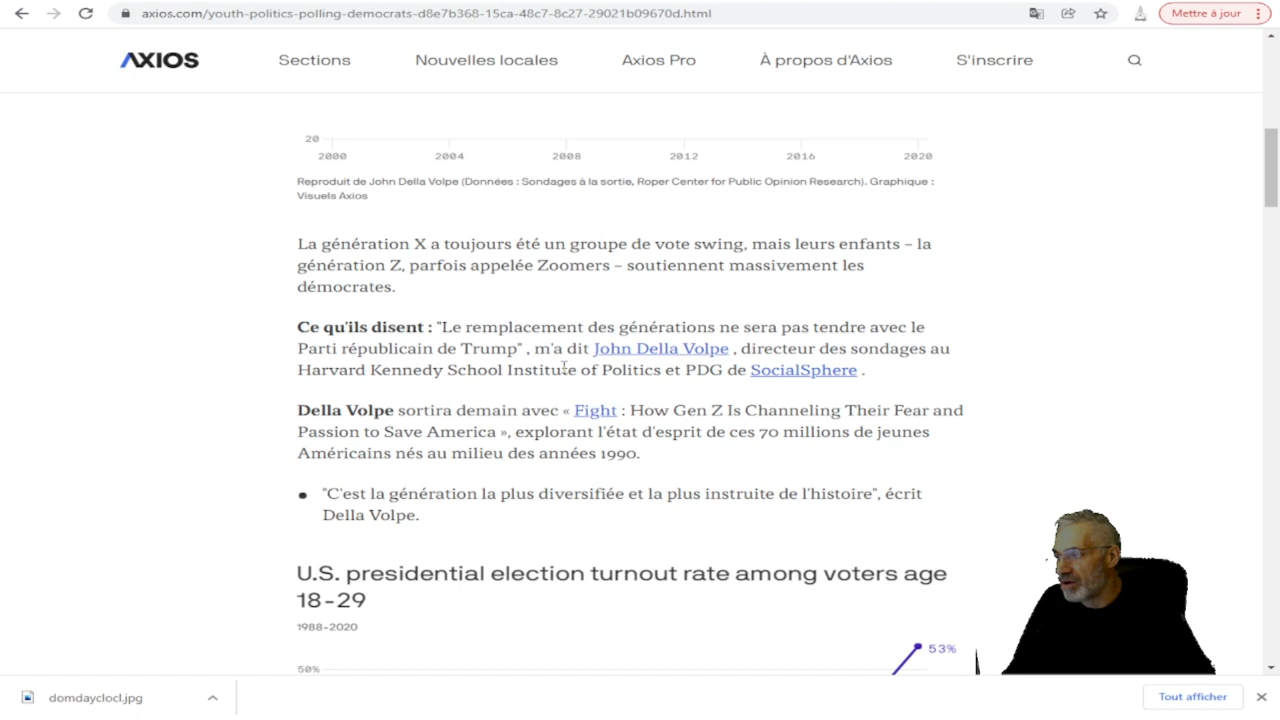 axios.com/youth-politics-polling-democrats-d8e7b368-15ca-48c7-8c27-29021b09670d.html
Mettre à jour
AXIOS
Sections
Nouvelles locales
Axios Pro
À propos d'Axios
S'inscrire
20
2000 2004 2008 2012 2016 2020
Reproduit de John Della Volpe (Données : Sondages à la sortie, Roper Center for Public Opinion Research). Graphique :
Visuels Axios
La génération X a toujours été un groupe de vote swing, mais leurs enfants – la
génération Z, parfois appelée Zoomers – soutiennent massivement les
démocrates.
Ce qu'ils disent : "Le remplacement des générations ne sera pas tendre avec le
Parti républicain de Trump" , m'a dit John Della Volpe , directeur des sondages au
Harvard Kennedy School Institute of Politics et PDG de SocialSphere .
Della Volpe sortira demain avec « Fight : How Gen Z Is Channeling Their Fear and
Passion to Save America », explorant l'état d'esprit de ces 70 millions de jeunes
Américains nés au milieu des années 1990.
"C'est la génération la plus diversifiée et la plus instruite de l'histoire", écrit
Della Volpe.
U.S. presidential election turnout rate among voters age
18-29
1988-2020
53%
50%
domdayclocl.jpg
Tout afficher